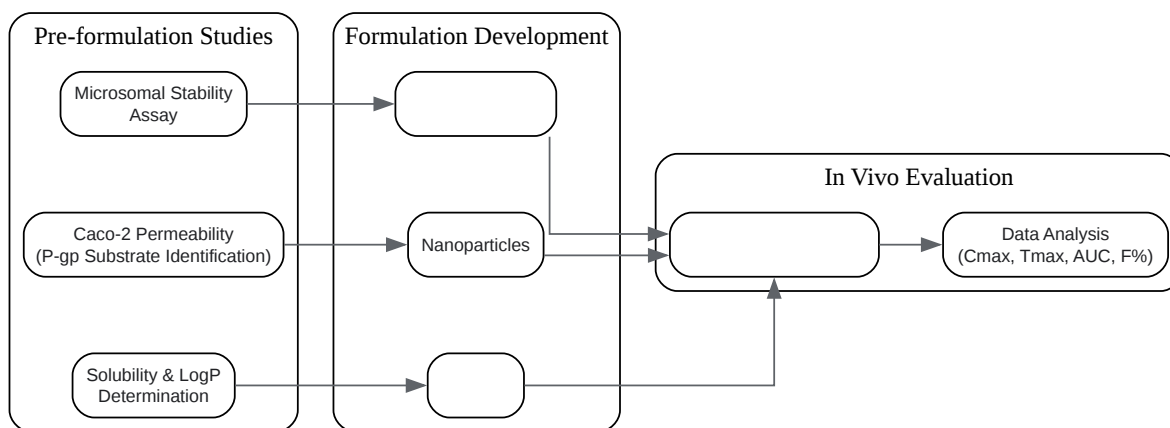 Pre-formulation Studies
Microsomal Stability
Assay
Caco-2 Permeability
(P-gp Substrate Identification)
Solubility & LogP
Determination
Formulation Development
Nanoparticles
In Vivo Evaluation
Data Analysis
(Cmax, Tmax, AUC, F%)